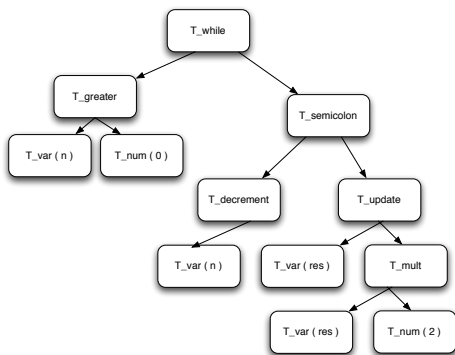 T_while
T_greater
T_semicolon
T_var ( n )
T_num ( 0 )
T_decrement
T_update
T_var ( n )
T_var ( res )
T_mult
T_var ( res )
T_num ( 2 )